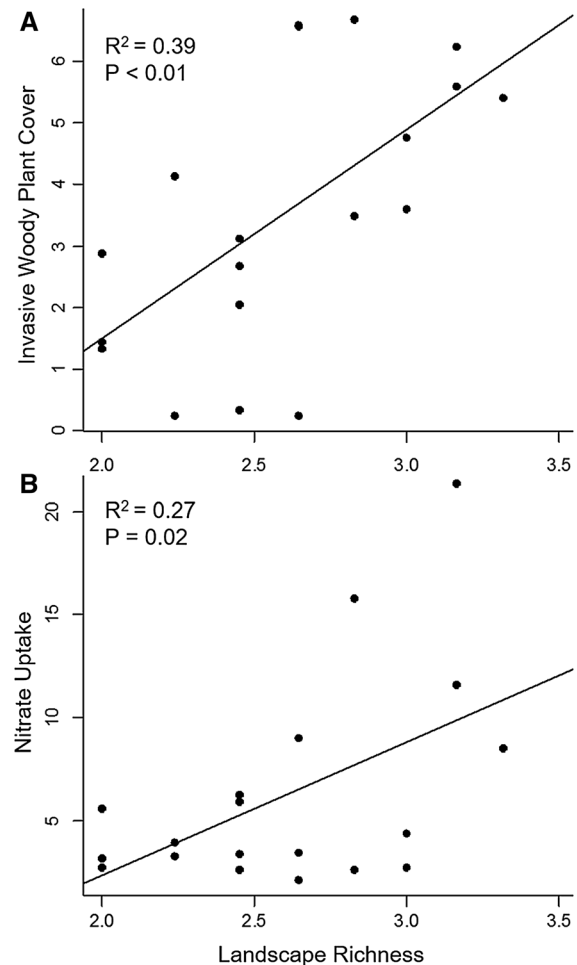 A
R² = 0.39
P < 0.01
Invasive Woody Plant Cover
6
5
4
3
2
1
0
2.0 2.5 3.0 3.5
B
R² = 0.27
P = 0.02
Nitrate Uptake
20
15
10
5
2.0 2.5 3.0 3.5
Landscape Richness